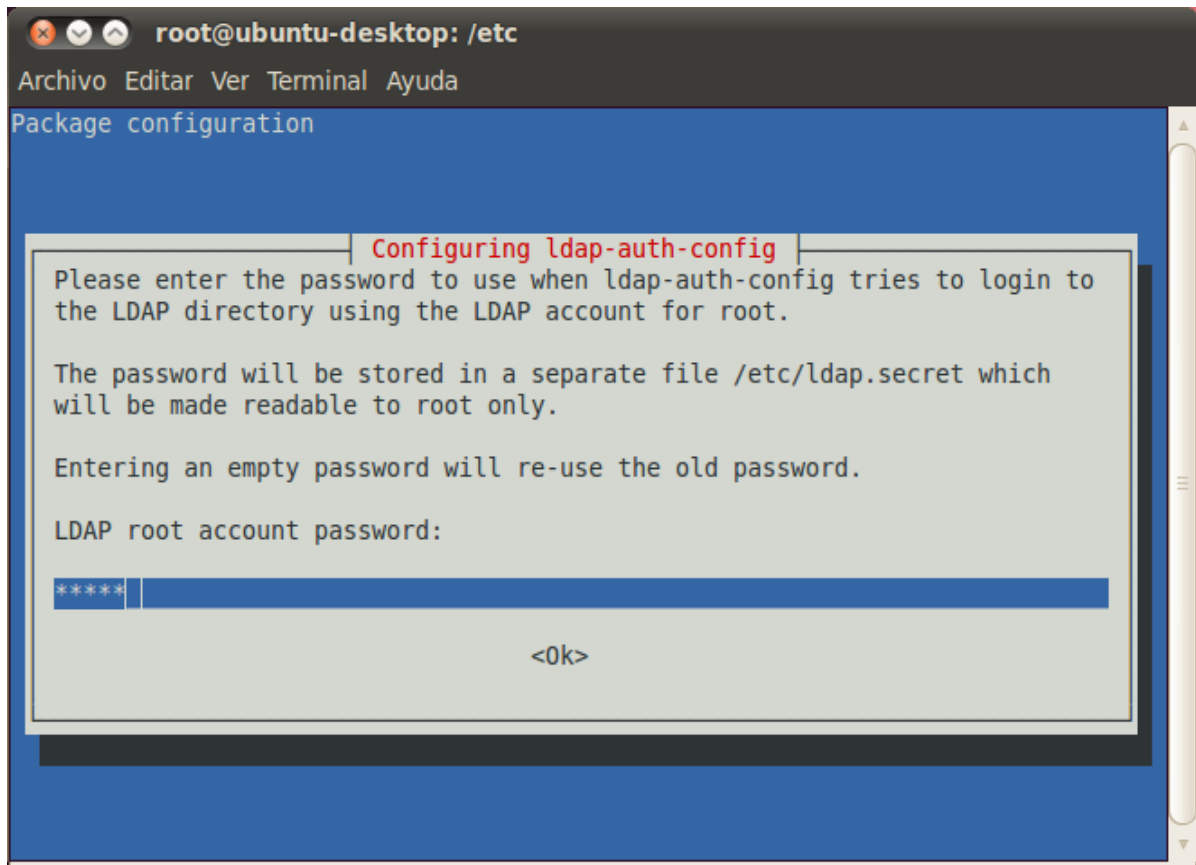 root@ubuntu-desktop: /etc
Archivo Editar Ver Terminal Ayuda
Package configuration
Configuring ldap-auth-config
Please enter the password to use when ldap-auth-config tries to login to
the LDAP directory using the LDAP account for root.
The password will be stored in a separate file /etc/ldap.secret which
will be made readable to root only.
Entering an empty password will re-use the old password.
LDAP root account password:
*****
<Ok>